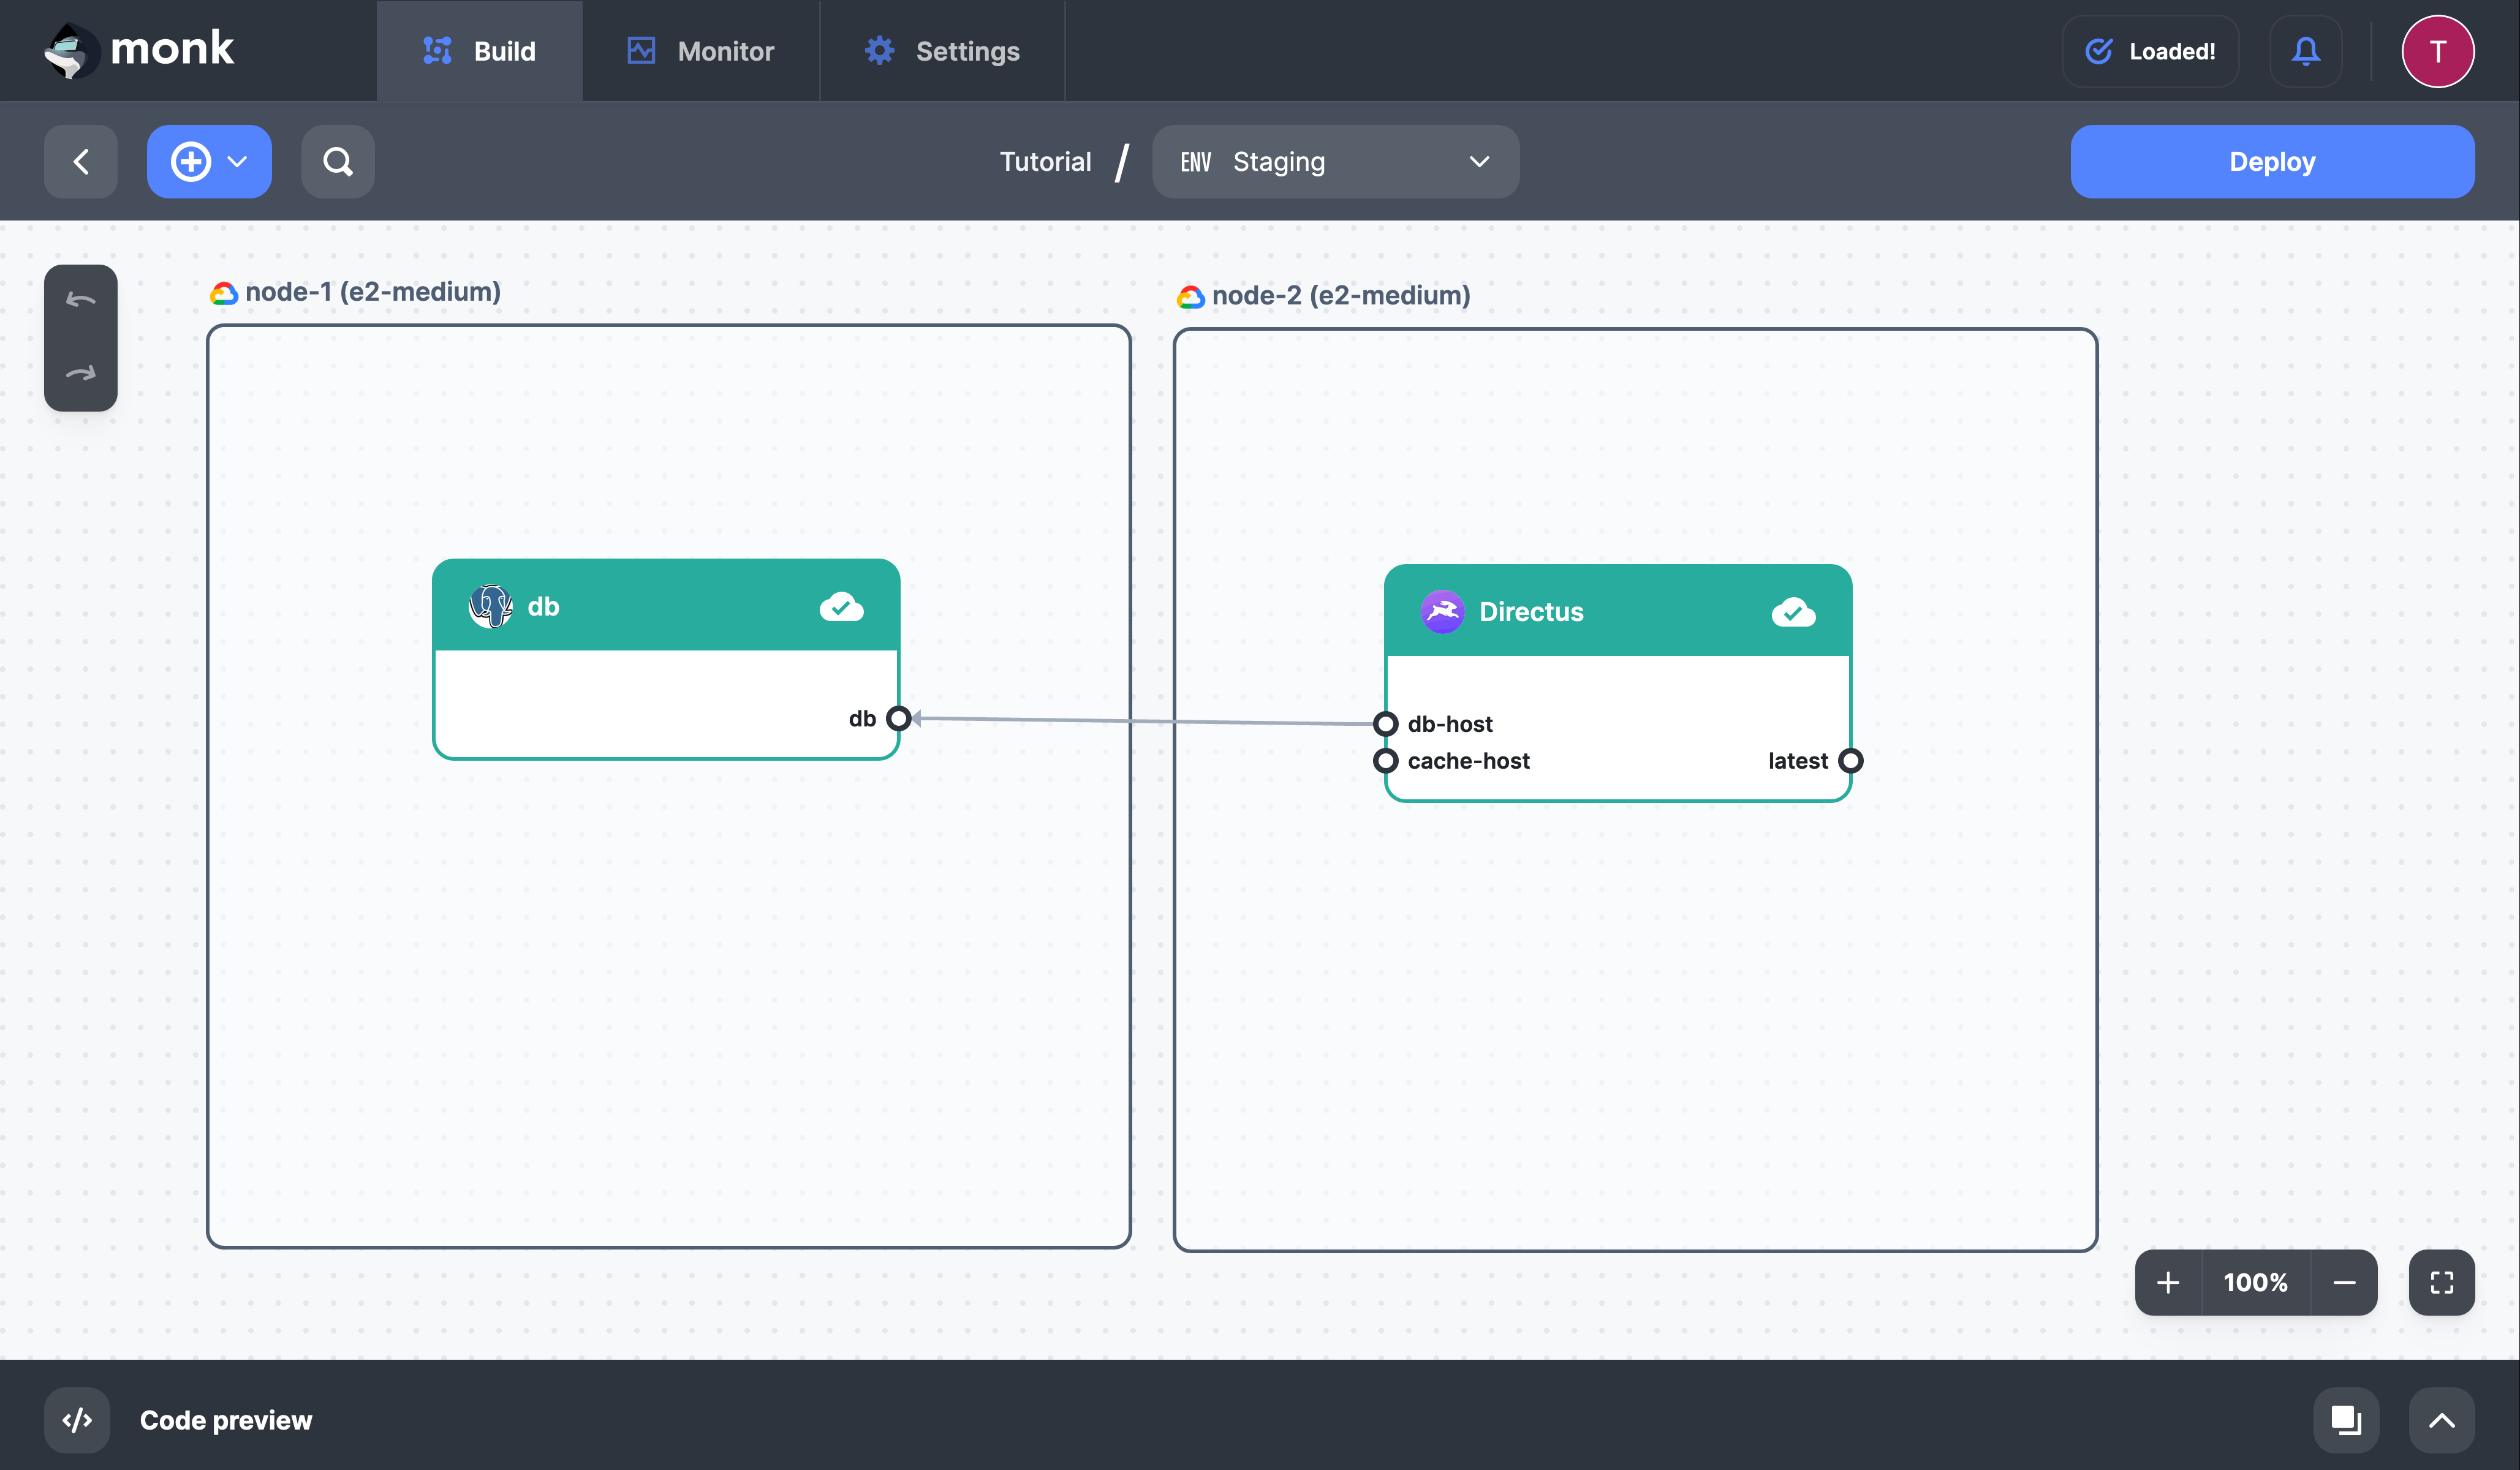 monk
Build
Monitor
Settings
Loaded!
T
Tutorial / ENV Staging
Deploy
node-1 (e2-medium)
node-2 (e2-medium)
db
Directus
db
db-host
cache-host
latest
100%
Code preview